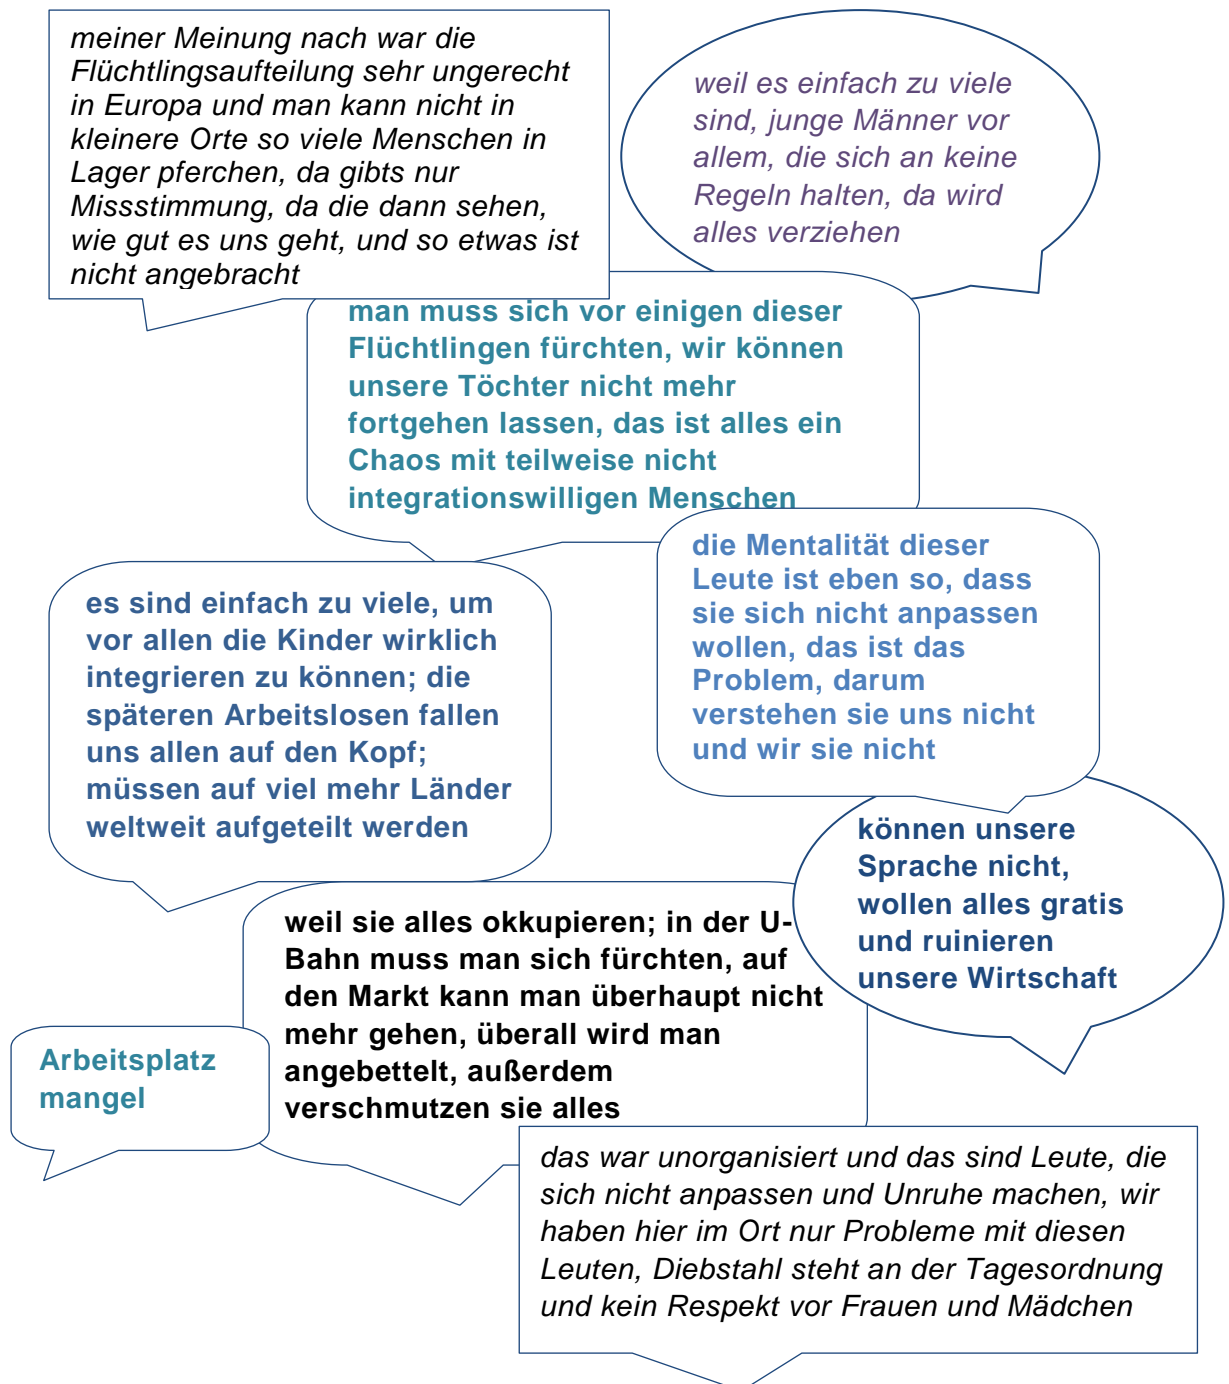 meiner Meinung nach war die
Flüchtlingsaufteilung sehr ungerecht
in Europa und man kann nicht in
kleinere Orte so viele Menschen in
Lager pferchen, da gibts nur
Missstimmung, da die dann sehen,
wie gut es uns geht, und so etwas ist
nicht angebracht
weil es einfach zu viele
sind, junge Männer vor
allem, die sich an keine
Regeln halten, da wird
alles verziehen
man muss sich vor einigen dieser
Flüchtlingen fürchten, wir können
unsere Töchter nicht mehr
fortgehen lassen, das ist alles ein
Chaos mit teilweise nicht
integrationswilligen Menschen
die Mentalität dieser
Leute ist eben so, dass
sie sich nicht anpassen
wollen, das ist das
Problem, darum
verstehen sie uns nicht
und wir sie nicht
es sind einfach zu viele, um
vor allen die Kinder wirklich
integrieren zu können; die
späteren Arbeitslosen fallen
uns allen auf den Kopf;
müssen auf viel mehr Länder
weltweit aufgeteilt werden
können unsere
Sprache nicht,
wollen alles gratis
und ruinieren
unsere Wirtschaft
weil sie alles okkupieren; in der U-
Bahn muss man sich fürchten, auf
den Markt kann man überhaupt nicht
mehr gehen, überall wird man
angebettelt, außerdem
verschmutzen sie alles
Arbeitsplatz
mangel
das war unorganisiert und das sind Leute, die
sich nicht anpassen und Unruhe machen, wir
haben hier im Ort nur Probleme mit diesen
Leuten, Diebstahl steht an der Tagesordnung
und kein Respekt vor Frauen und Mädchen